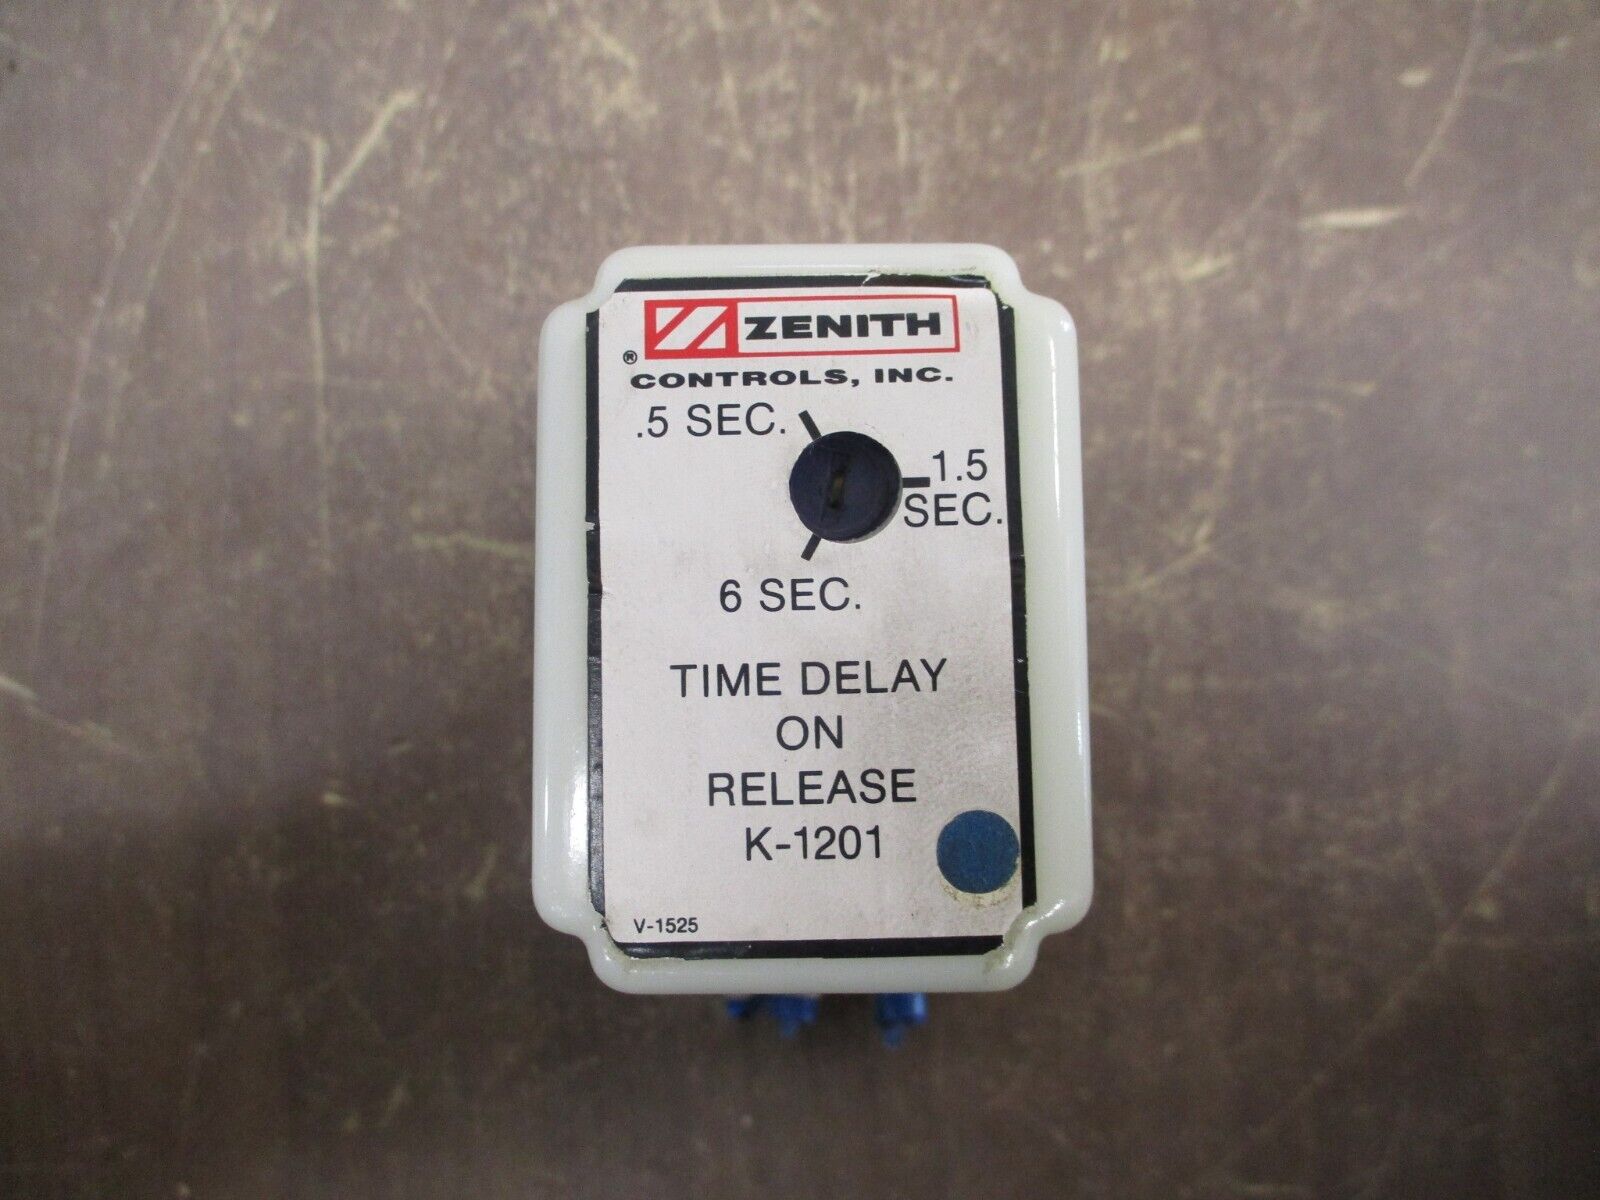 ZENITH
®
CONTROLS, INC.
.5 SEC.
1.5
SEC.
6 SEC.
TIME DELAY
ON
RELEASE
K-1201
V-1525